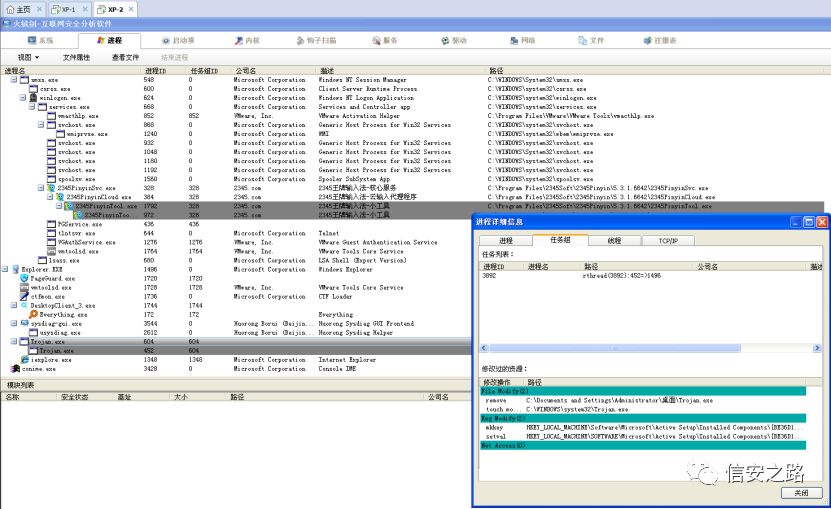 主页 XP-1 XP-2
火绒剑-互联网安全分析软件
系统 进程 启动项 内核 钩子扫描 服务 驱动 网络 文件 注册表
视图 文件属性 查看文件 结束进程
进程名 进程ID 任务组ID 公司名 描述 路径
smss.exe 548 0 Microsoft Corporation Windows NT Session Manager C:\WINDOWS\System32\smss.exe
csrss.exe 600 0 Microsoft Corporation Client Server Runtime Process C:\WINDOWS\System32\csrss.exe
winlogon.exe 624 0 Microsoft Corporation Windows NT Logon Application C:\WINDOWS\System32\winlogon.exe
services.exe 668 0 Microsoft Corporation Services and Controller app C:\WINDOWS\System32\services.exe
vmacthlp.exe 852 852 VMware, Inc. VMware Activation Helper C:\Program Files\VMware\VMware Tools\vmacthlp.exe
svchost.exe 868 0 Microsoft Corporation Generic Host Process for Win32 Services C:\WINDOWS\System32\svchost.exe
wmiprvse.exe 1240 0 Microsoft Corporation WMI C:\WINDOWS\System32\wbem\wmiprvse.exe
svchost.exe 932 0 Microsoft Corporation Generic Host Process for Win32 Services C:\WINDOWS\System32\svchost.exe
svchost.exe 1048 0 Microsoft Corporation Generic Host Process for Win32 Services C:\WINDOWS\System32\svchost.exe
svchost.exe 1180 0 Microsoft Corporation Generic Host Process for Win32 Services C:\WINDOWS\System32\svchost.exe
svchost.exe 1192 0 Microsoft Corporation Generic Host Process for Win32 Services C:\WINDOWS\System32\svchost.exe
spoolsv.exe 1560 0 Microsoft Corporation Spooler SubSystem App C:\WINDOWS\System32\spoolsv.exe
2345PinyinSvc.exe 328 328 2345.com 2345王牌输入法-核心服务 C:\Program Files\2345Soft\2345Pinyin\5.3.1.6642\2345PinyinSvc.exe
2345PinyinCloud.exe 384 328 2345.com 2345王牌输入法-云输入代理程序 C:\Program Files\2345Soft\2345Pinyin\5.3.1.6642\2345PinyinCloud.exe
2345PinyinTool.exe 1792 328 2345.com 2345王牌输入法-小工具 C:\Program Files\2345Soft\2345Pinyin\5.3.1.6642\2345PinyinTool.exe
2345PinyinToo... 972 328 2345.com 2345王牌输入法-小工具
PGService.exe 436 436
tlntsvr.exe 644 0 Microsoft Corporation Telnet
VGAuthService.exe 1276 1276 VMware, Inc. VMware Guest Authentication Service
vmtoolsd.exe 1464 1464 VMware, Inc. VMware Tools Core Service
lsass.exe 680 0 Microsoft Corporation LSA Shell (Export Version)
Explorer.EXE 1496 0 Microsoft Corporation Windows Explorer
PageGuard.exe 1720 1720
vmtoolsd.exe 1728 1728 VMware, Inc. VMware Tools Core Service
ctfmon.exe 1736 0 Microsoft Corporation CTF Loader
DesktopClient_3.exe 1744 1744
Everything.exe 172 172 Everything
sysdiag-gui.exe 3544 0 Huorong Borui (Beijin... Huorong Sysdiag GUI Frontend
usysdiag.exe 2612 0 Huorong Borui (Beijin... Huorong Sysdiag Helper
Trojan.exe 604 604
Trojan.exe 452 604
iexplore.exe 1348 1348 Microsoft Corporation Internet Explorer
conime.exe 3428 0 Microsoft Corporation Console IME
模块列表
名称 安全状态 基址 大小 路径 公司名
进程详细信息
进程 任务组 线程 TCP/IP
任务列表:
进程ID 进程名 路径 公司名 描述
3892 rthread(3892):452=>1496
修改过的资源:
修改操作 路径
File Modify(2)
remove C:\Documents and Settings\Administrator\桌面\Trojan.exe
touch mo... C:\WINDOWS\system32\Trojan.exe
Reg Modify(2)
mkkey HKEY_LOCAL_MACHINE\Software\Microsoft\Active Setup\Installed Components\{BE36D1...
setval HKEY_LOCAL_MACHINE\SOFTWARE\Microsoft\Active Setup\Installed Components\{BE36D1...
Net Access(0)
信安之路
关闭